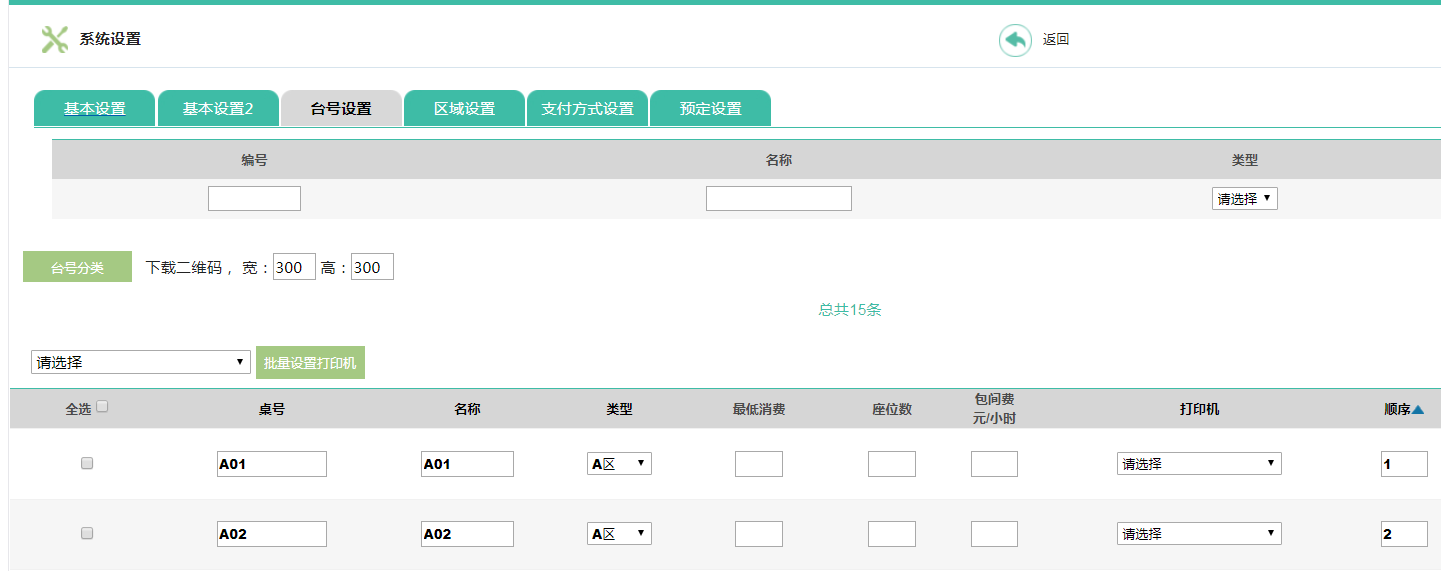 系统设置 返回
基本设置 基本设置2 台号设置 区域设置 支付方式设置 预定设置
编号 名称 类型
请选择
台号分类 下载二维码， 宽：300 高：300
总共15条
请选择 批量设置打印机
全选 桌号 名称 类型 最低消费 座位数 包间费 打印机 顺序
元/小时
A01 A01 A区 请选择 1
A02 A02 A区 请选择 2